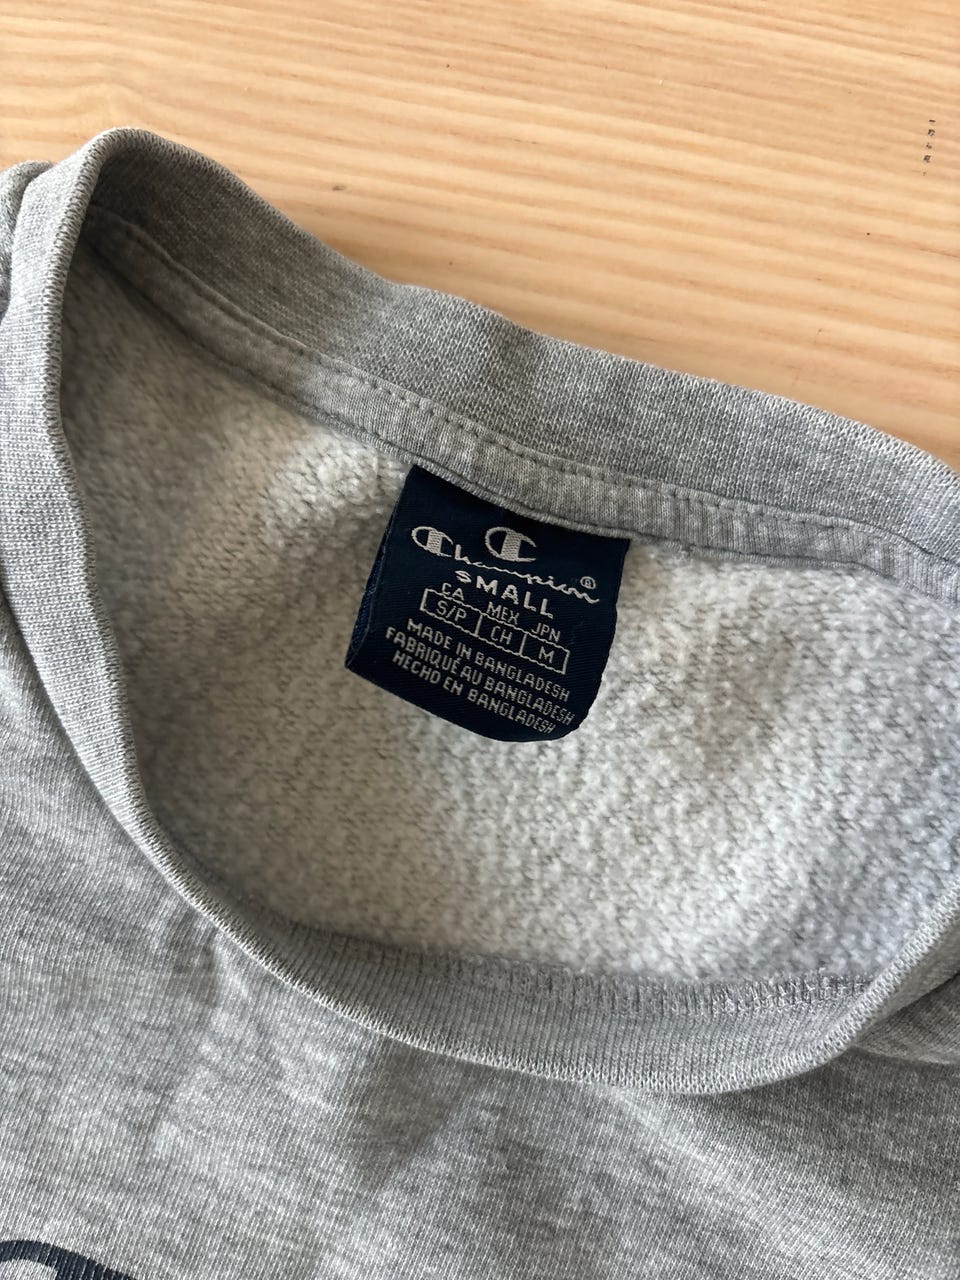 Champion®
SMALL
CA MEX JPN
S/P CH M
MADE IN BANGLADESH
FABRIQUÉ AU BANGLADESH
HECHO EN BANGLADESH